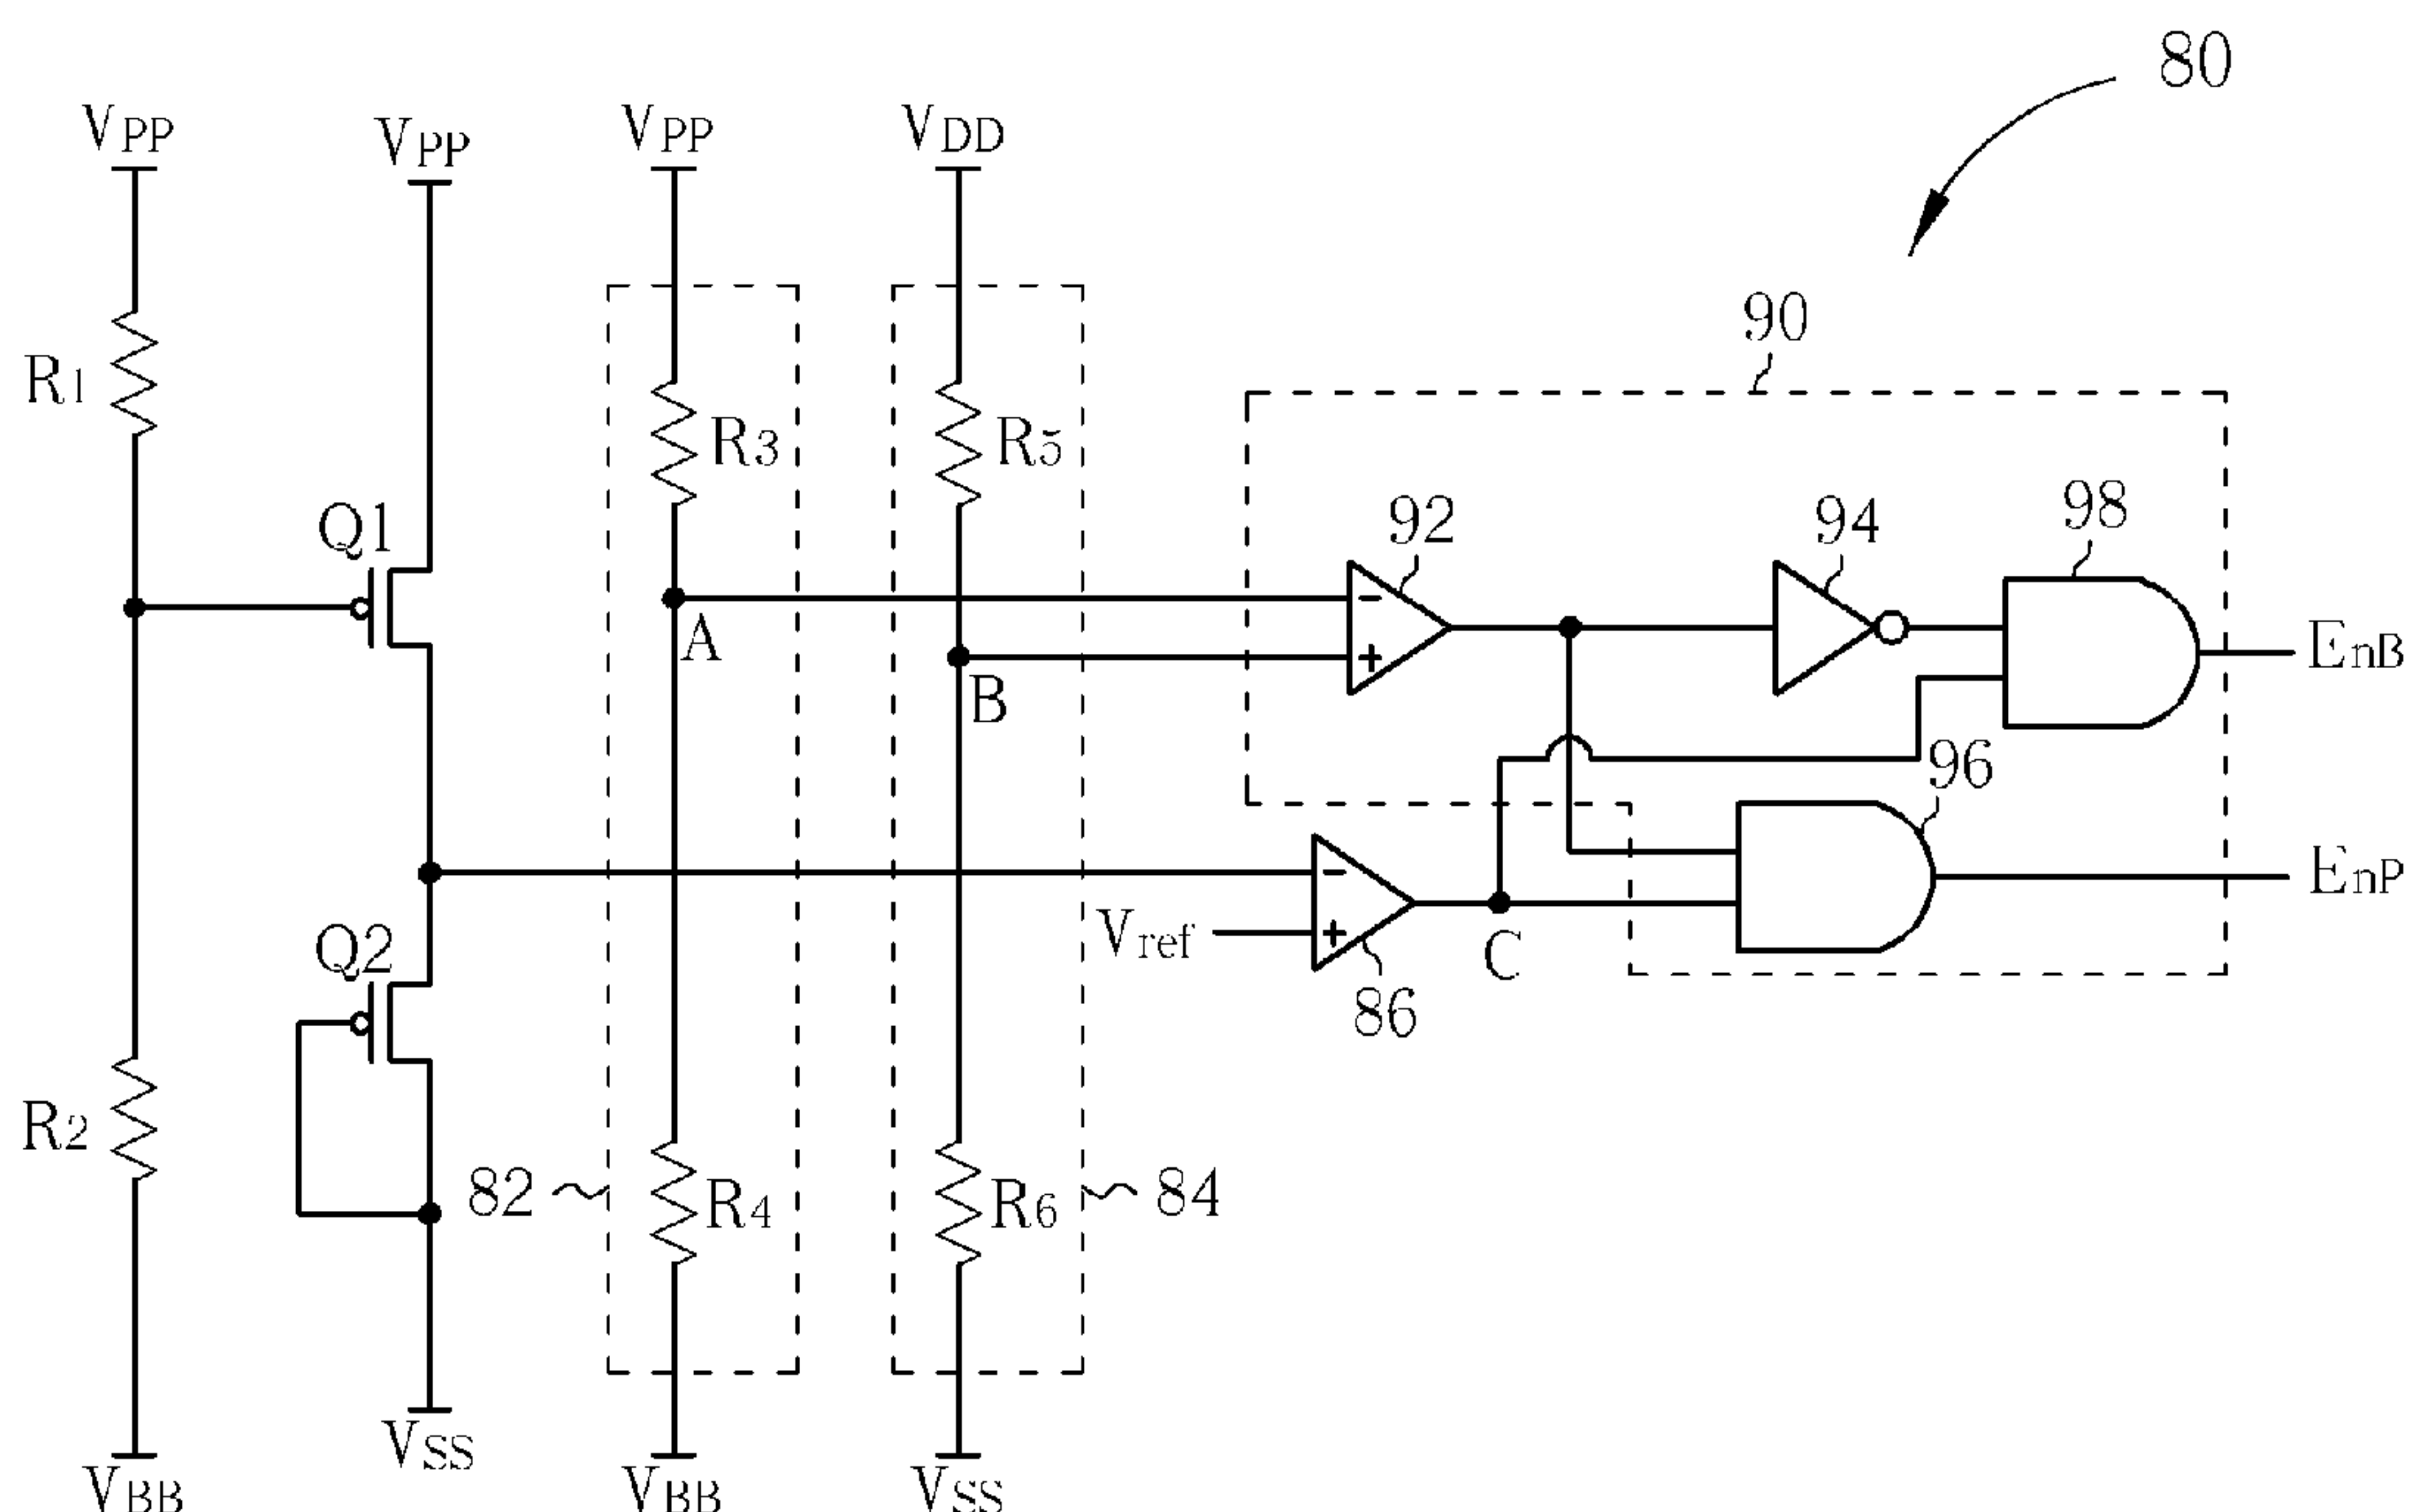 80
VPP
VPP
VPP
VDD
90
R1
R3
R5
Q1
92
94
98
A
-
+
B
EnB
96
-
Vref
+
C
EnP
Q2
86
R2
82
R4
R6
84
VSS
VBB
VBB
VSS